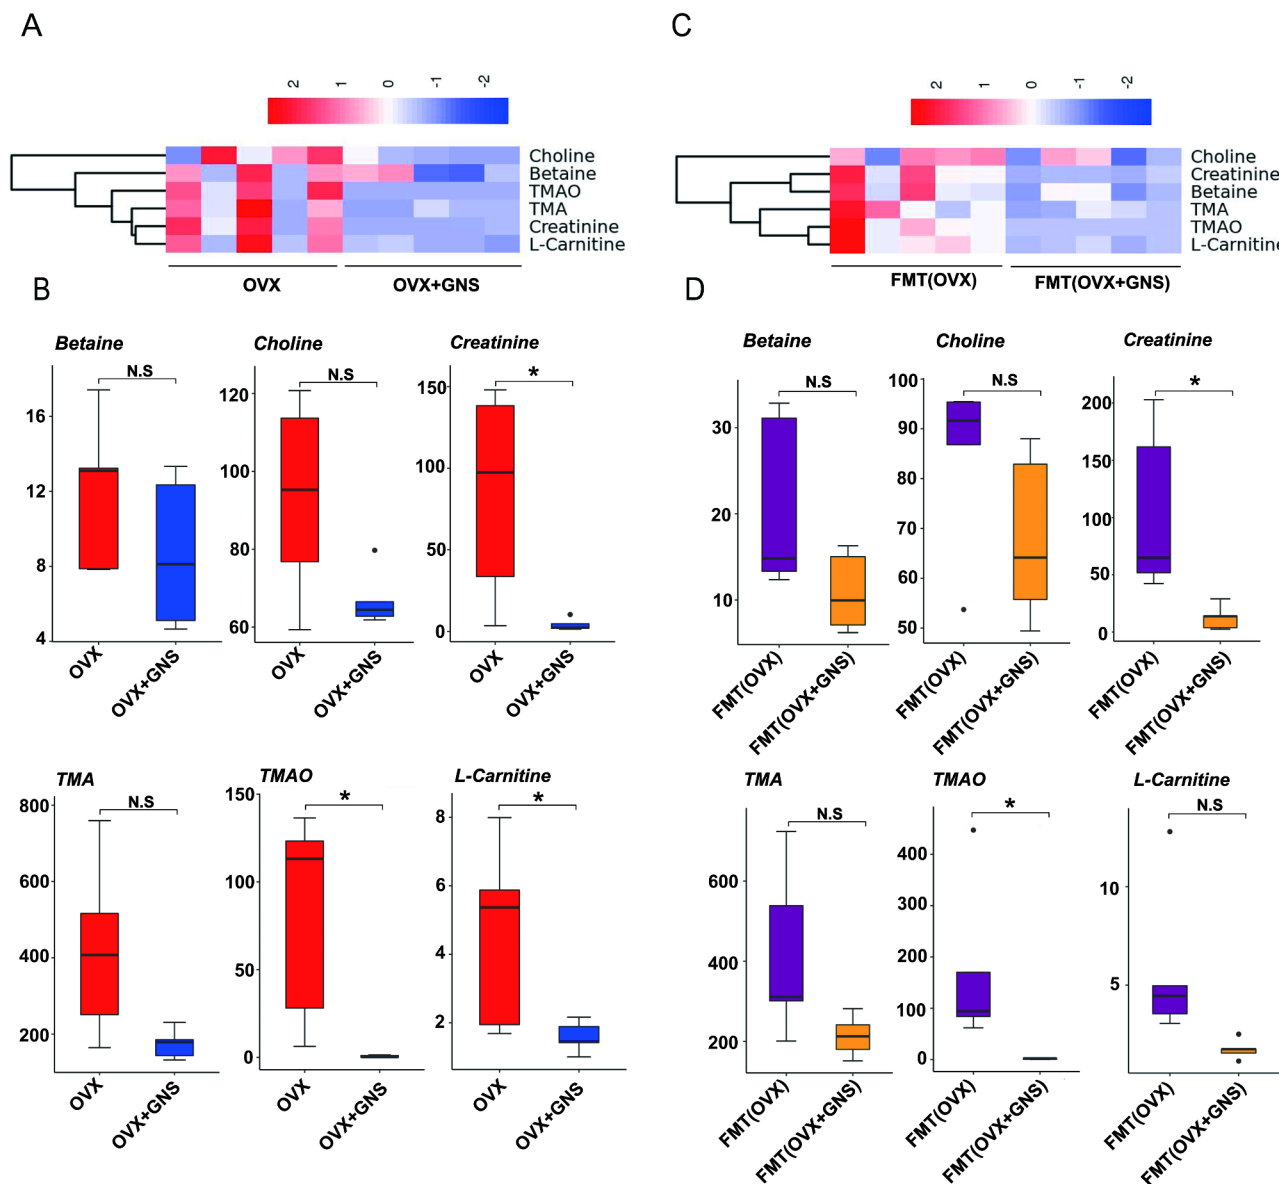 A
2 1 0 -1 -2
Choline
Betaine
TMAO
TMA
Creatinine
L-Carnitine
OVX OVX+GNS
C
2 1 0 -1 -2
Choline
Creatinine
Betaine
TMA
TMAO
L-Carnitine
FMT(OVX) FMT(OVX+GNS)
B
Betaine
N.S
16
12
8
4
OVX
OVX+GNS
Choline
N.S
120
100
80
60
OVX
OVX+GNS
Creatinine
*
150
100
50
0
OVX
OVX+GNS
TMA
N.S
800
600
400
200
OVX
OVX+GNS
TMAO
*
150
100
50
0
OVX
OVX+GNS
L-Carnitine
*
8
6
4
2
OVX
OVX+GNS
D
Betaine
N.S
30
20
10
FMT(OVX)
FMT(OVX+GNS)
Choline
N.S
100
90
80
70
60
50
FMT(OVX)
FMT(OVX+GNS)
Creatinine
*
200
150
100
50
0
FMT(OVX)
FMT(OVX+GNS)
TMA
N.S
600
400
200
FMT(OVX)
FMT(OVX+GNS)
TMAO
*
400
300
200
100
0
FMT(OVX)
FMT(OVX+GNS)
L-Carnitine
N.S
10
5
FMT(OVX)
FMT(OVX+GNS)